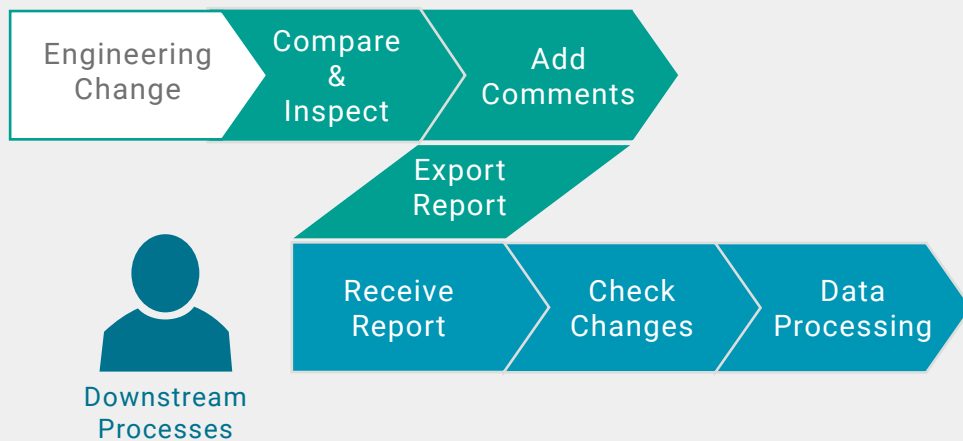 Engineering
Change
Compare
&
Inspect
Add
Comments
Export
Report
Receive
Report
Check
Changes
Data
Processing
Downstream
Processes